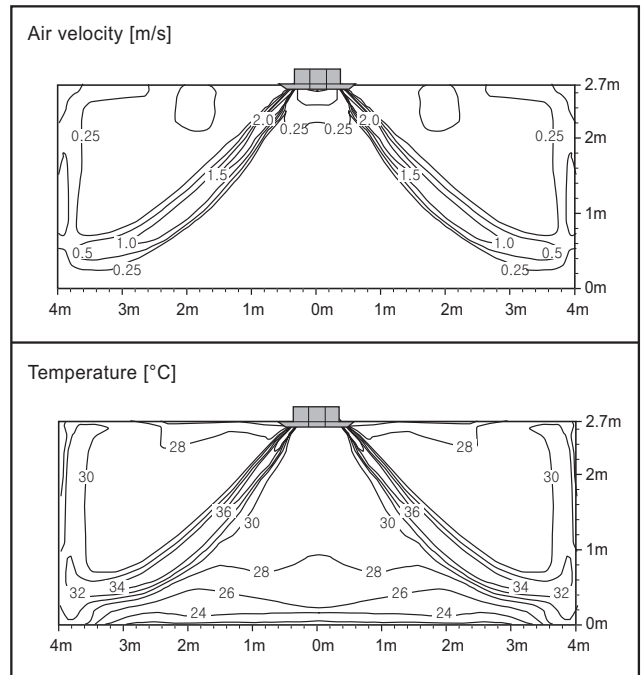 Air velocity [m/s]
2.7m
2.0 2.0
0.25 0.25 0.25 0.25
2m
1.5 1.5
1m
1.0 1.0
0.5 0.5
0.25 0.25
0m
4m 3m 2m 1m 0m 1m 2m 3m 4m
Temperature [°C]
2.7m
28 28
30 30
2m
36 36
30 30
1m
28 28
34 34
32 26 26 32
24 24
0m
4m 3m 2m 1m 0m 1m 2m 3m 4m